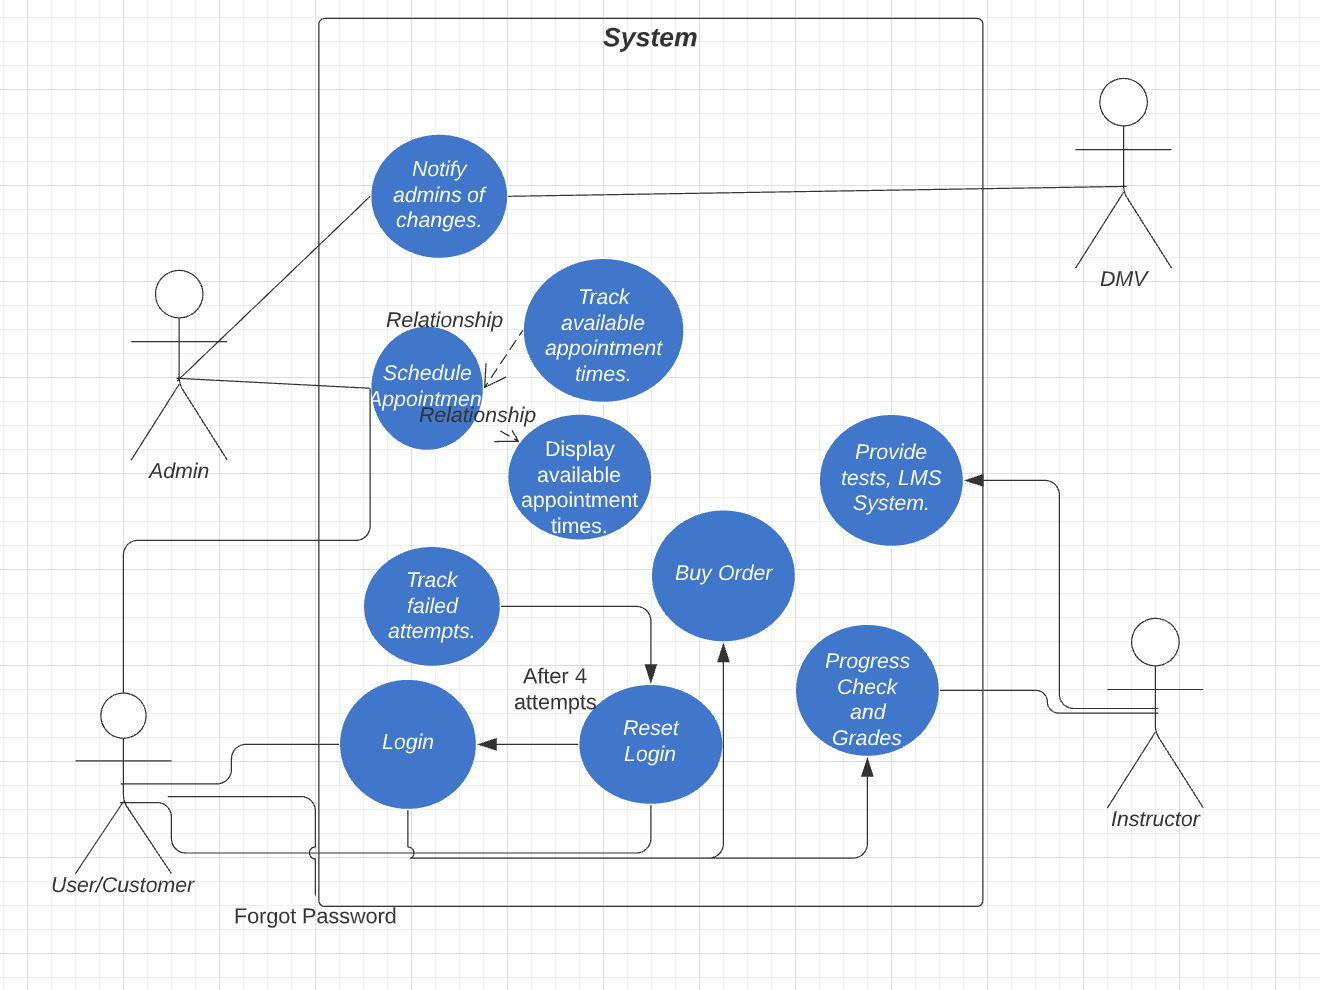 System
Notify
admins of
changes.
DMV
Track
available
appointment
times.
Relationship
Schedule
Appointmen
Relationship
Admin
Display
available
appointment
times.
Provide
tests, LMS
System.
Buy Order
Track
failed
attempts.
After 4
attempts
Progress
Check
and
Grades
Login
Reset
Login
Instructor
User/Customer
Forgot Password